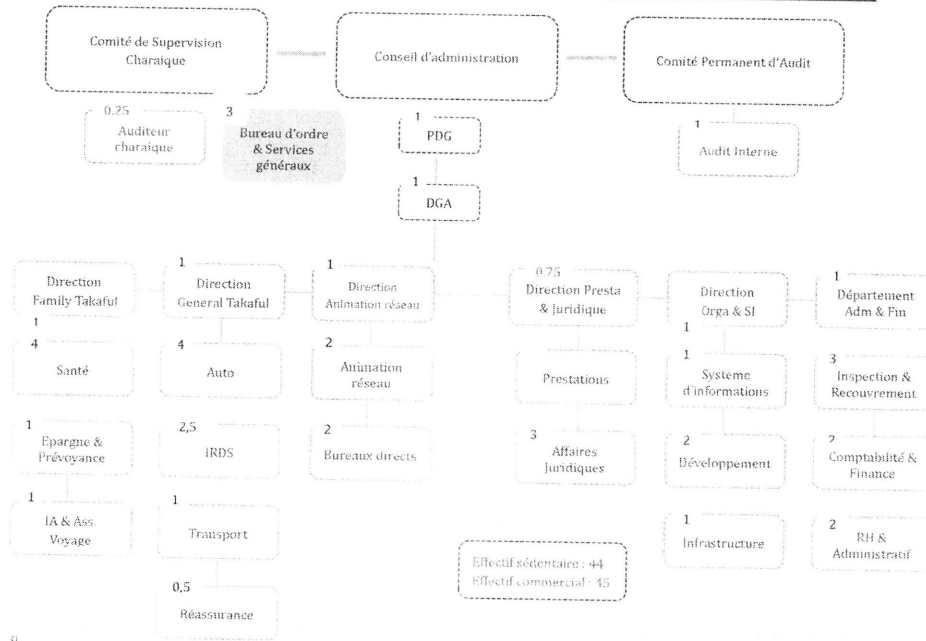 Comité de Supervision
Charaique
Conseil d'administration
Comité Permanent d'Audit
0.25
Auditeur
charaique
3
Bureau d'ordre
& Services
généraux
1
PDG
1
Audit Interne
1
DGA
Direction
Family Takaful
1
1
Direction
General Takaful
1
Direction
Animation réseau
0.75
Direction Presta
& Juridique
Direction
Orga & SI
1
1
Département
Adm & Fin
4
Santé
4
Auto
2
Animation
réseau
Prestations
1
Systeme
d'informations
3
Inspection &
Recouvrement
1
Epargne &
Prévoyance
2,5
IRDS
2
Bureaux directs
3
Affaires
Juridiques
2
Développement
2
Comptabilité &
Finance
1
IA & Ass.
Voyage
1
Transport
1
Infrastructure
2
RH &
Administratif
0,5
Réassurance
Effectif sédentaire : 44
Effectif commercial : 45